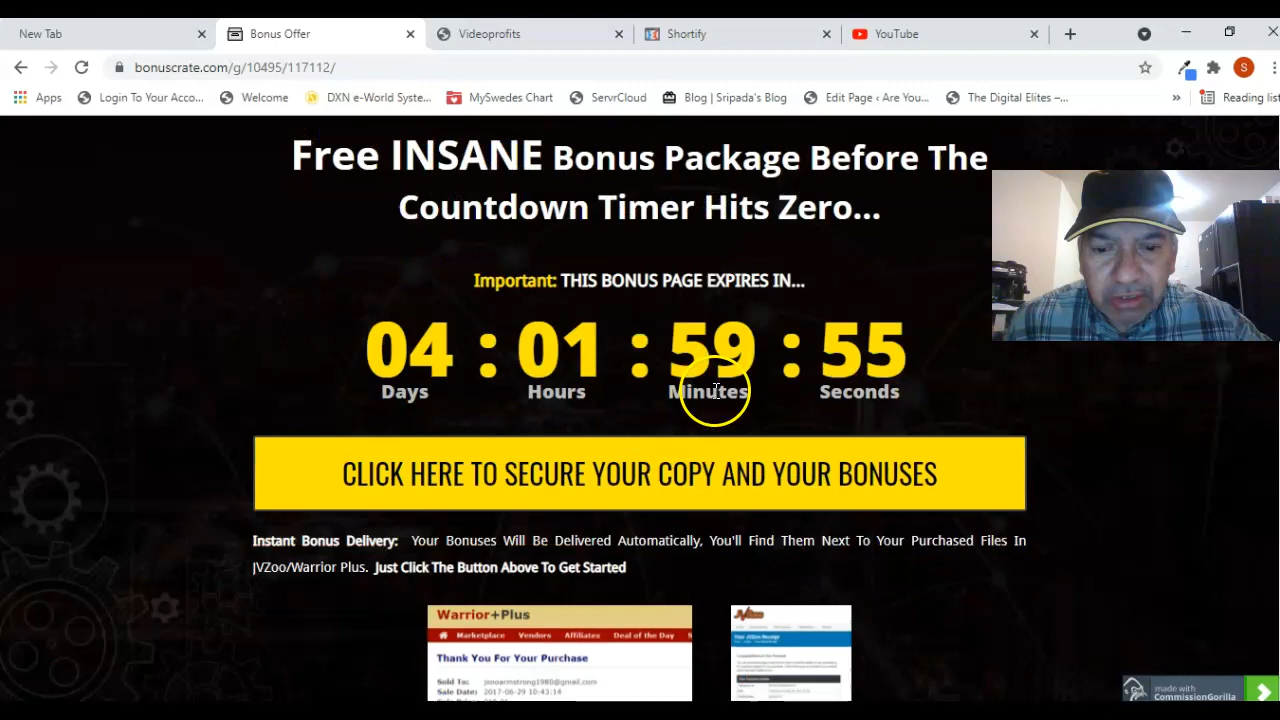 New Tab
Bonus Offer
Videoprofits
Shortify
YouTube
bonuscrate.com/g/10495/117112/
S
Apps
Login To Your Acco...
Welcome
DXN e-World Syste...
MySwedes Chart
ServrCloud
Blog | Sripada's Blog
Edit Page ‹ Are You...
The Digital Elites –...
»
Reading list
Free INSANE Bonus Package Before The
Countdown Timer Hits Zero...
Important: THIS BONUS PAGE EXPIRES IN...
04 : 01 : 59 : 55
Days Hours Minutes Seconds
CLICK HERE TO SECURE YOUR COPY AND YOUR BONUSES
Instant Bonus Delivery: Your Bonuses Will Be Delivered Automatically, You'll Find Them Next To Your Purchased Files In
JVZoo/Warrior Plus. Just Click The Button Above To Get Started
Warrior+Plus
Marketplace Vendors Affiliates Deal of the Day
Thank You For Your Purchase
Sold To: jonoarmstrong1980@gmail.com
Sale Date: 2017-06-29 10:43:14
JVZoo
made with
CommissionGorilla